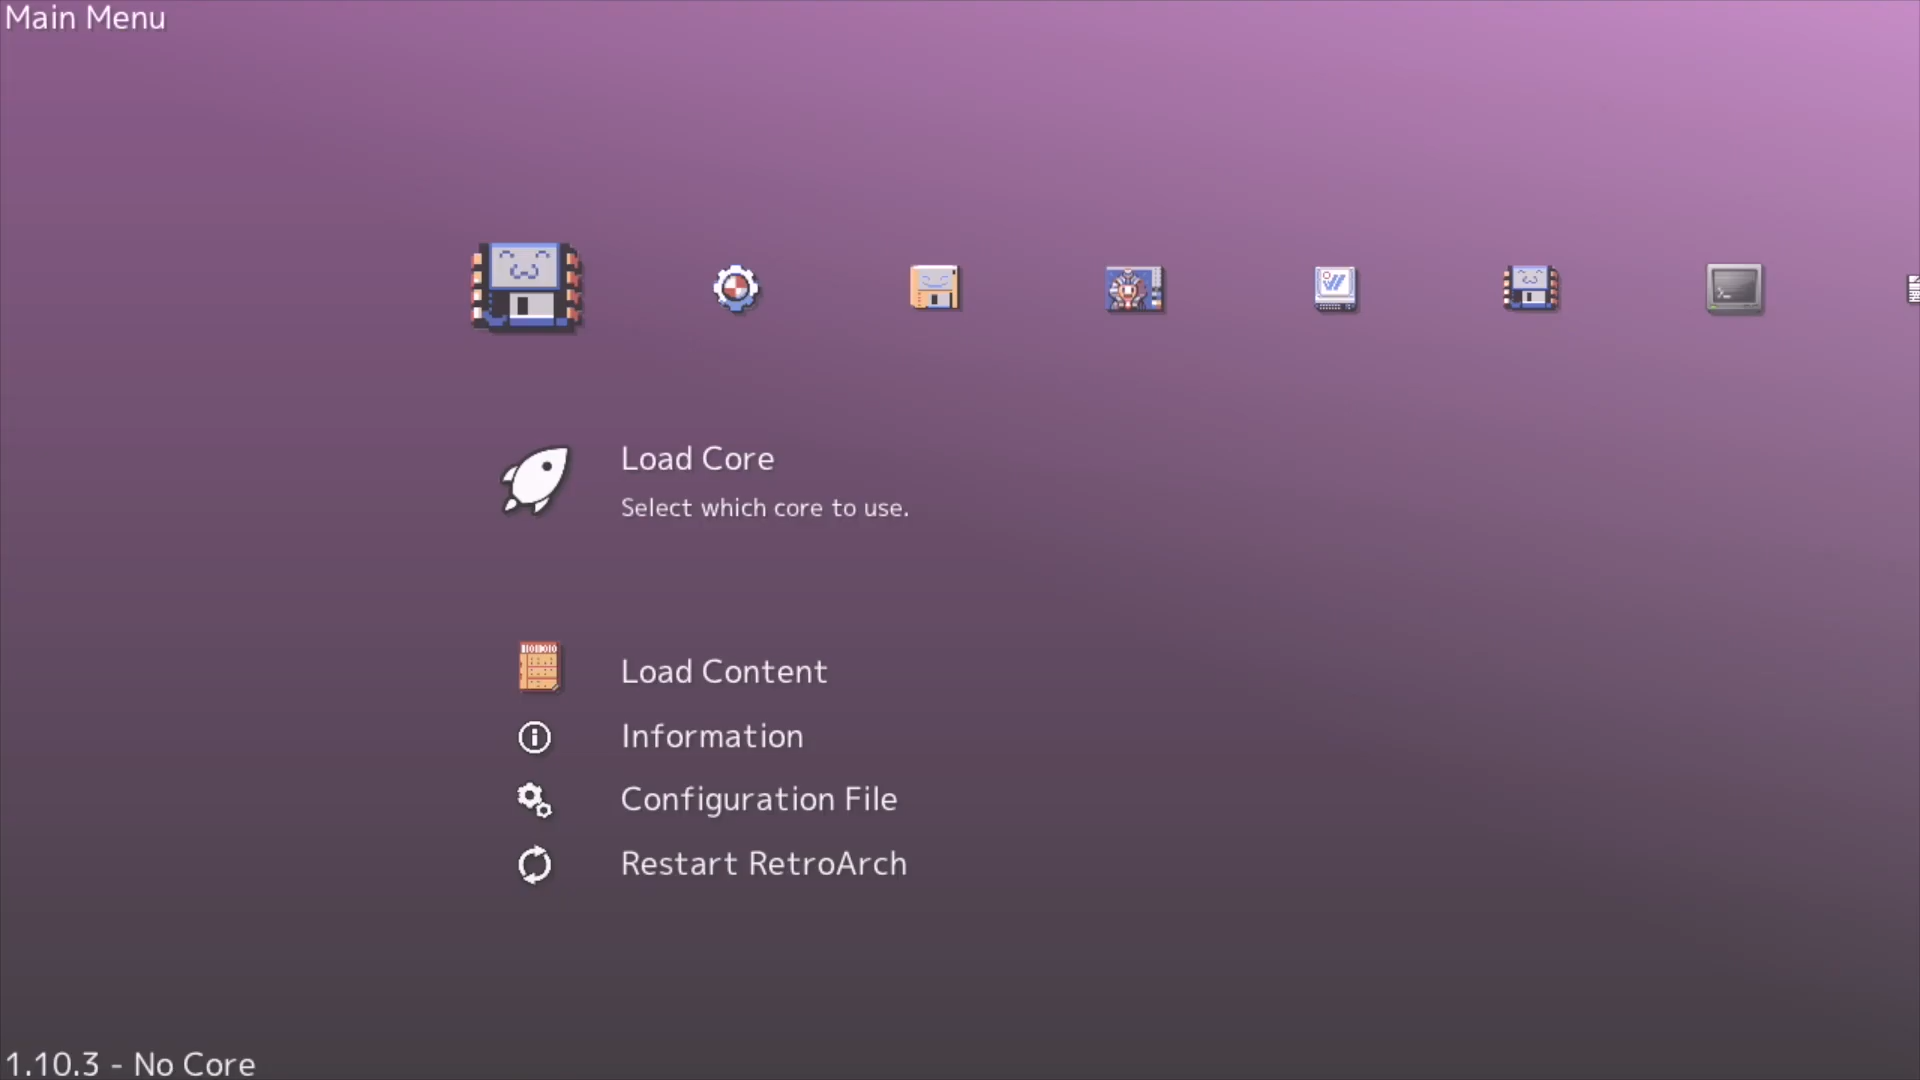 Main Menu
Load Core
Select which core to use.
Load Content
Information
Configuration File
Restart RetroArch
1.10.3 - No Core